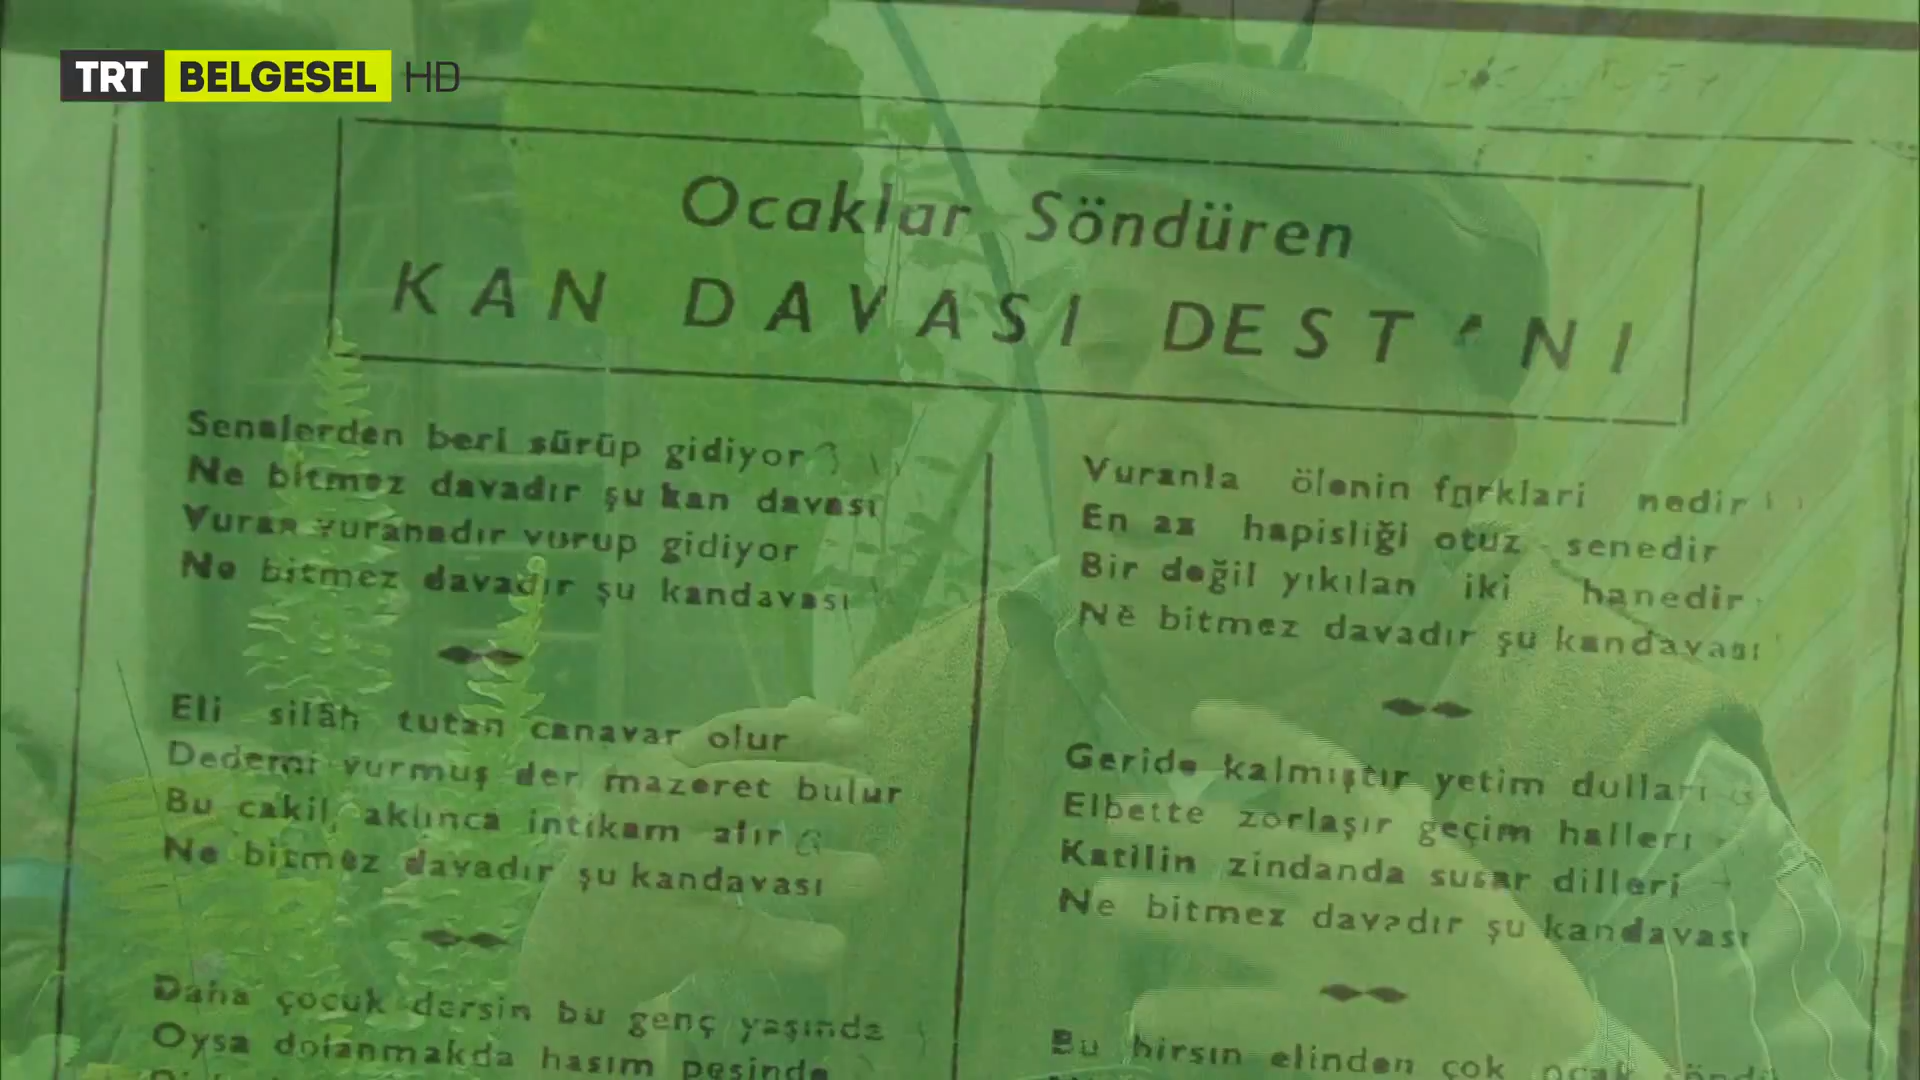 TRT BELGESEL HD
Ocaklar Söndüren
KAN DAVASI DESTANI
Senelerden beri sürüp gidiyor
Ne bitmez davadır şu kan davası
Vuran vuranadır vurup gidiyor
Ne bitmez davadır şu kandavası
Eli silâh tutan canavar olur
Dedemi vurmuş der mazeret bulur
Bu cakil aklınca intikam alır
Ne bitmez davadır şu kandavası
Daha çocuk dersin bu genç yaşında
Oysa dolanmakda hasım peşinde
Vuranla ölenin farklari nedir
En az hapisliği otuz senedir
Bir değil yıkılan iki hanedir
Ne bitmez davadır şu kandavası
Geride kalmıştır yetim dulları
Elbette zorlaşır geçim halleri
Katilin zindanda susar dilleri
Ne bitmez davadır şu kandavası
Bu hirsın elinden çok ocak